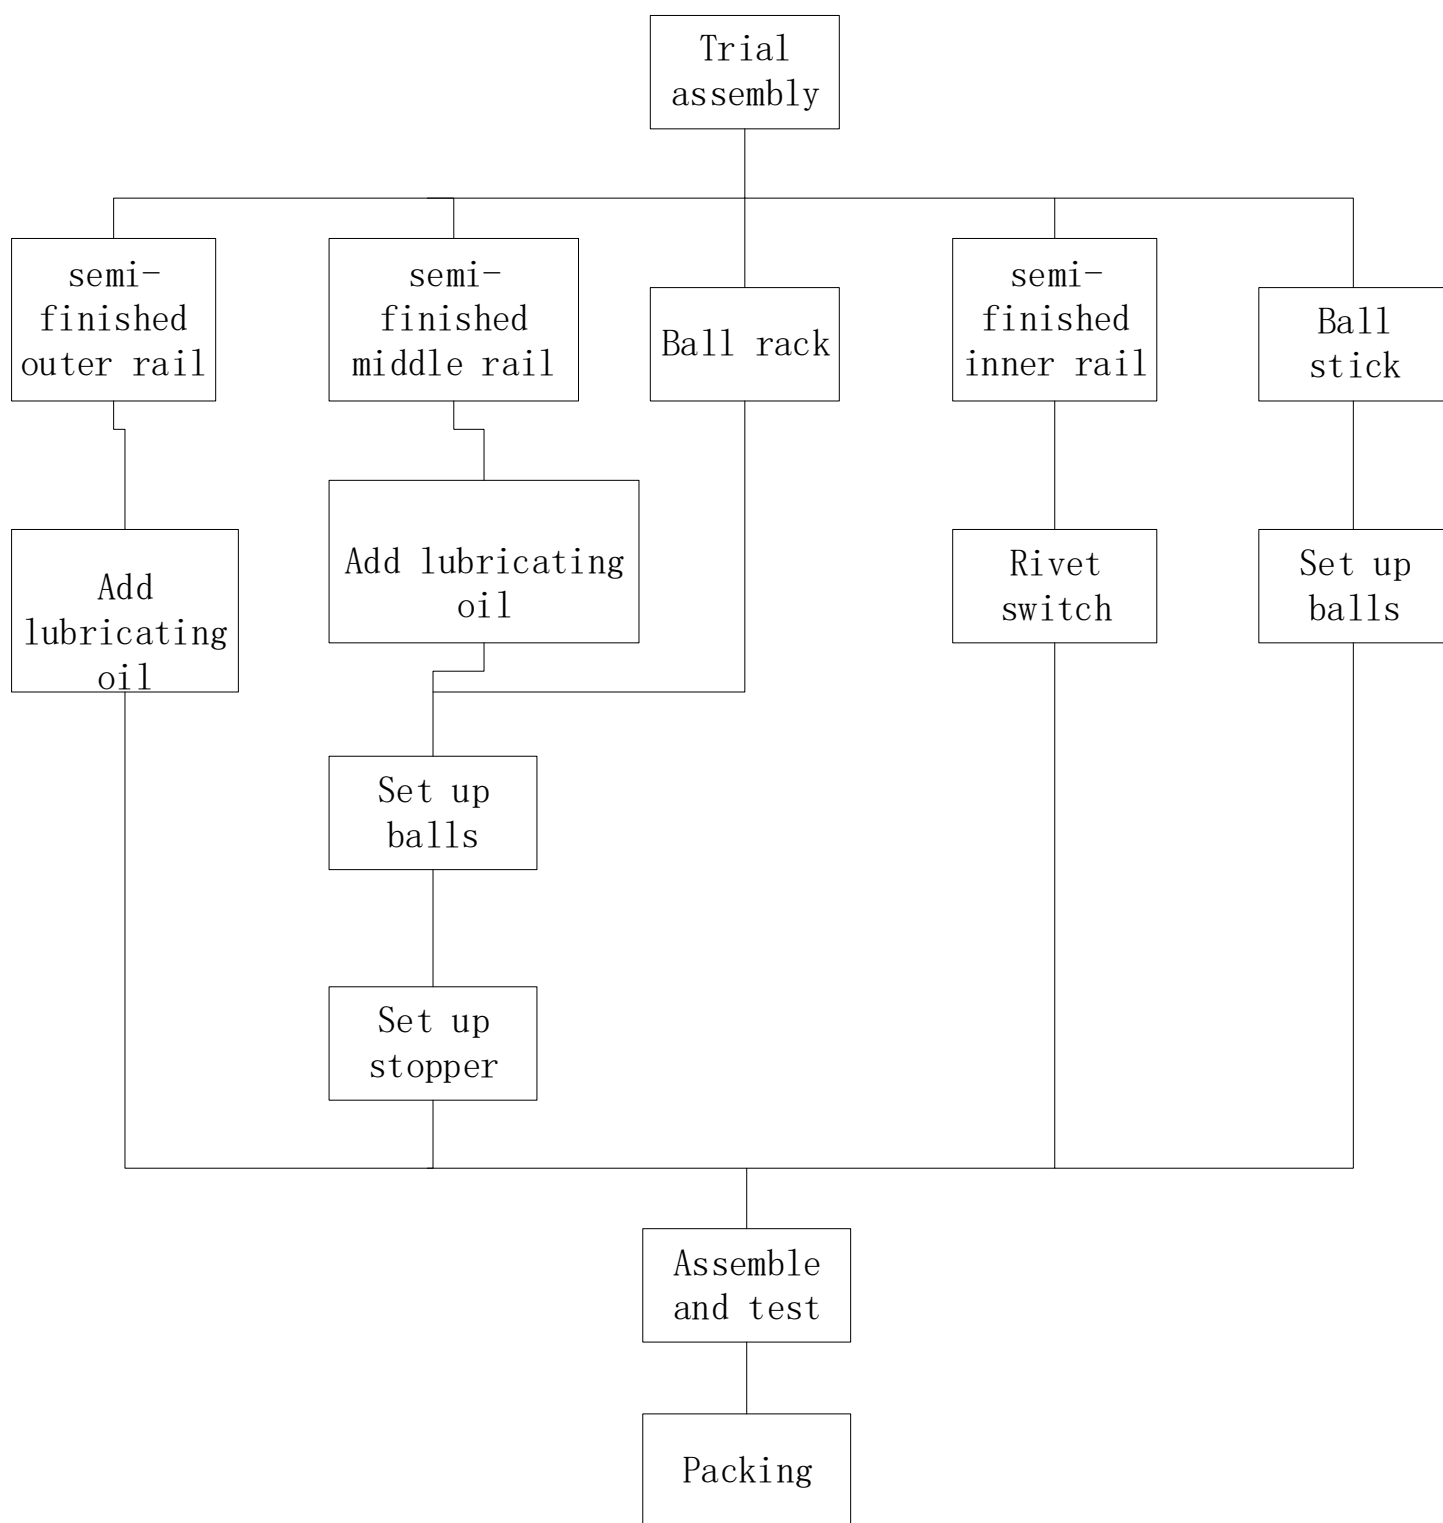 Trial
assembly
semi-
finished
outer rail
semi-
finished
middle rail
Ball rack
semi-
finished
inner rail
Ball
stick
Add
lubricating
oil
Add lubricating
oil
Rivet
switch
Set up
balls
Set up
balls
Set up
stopper
Assemble
and test
Packing